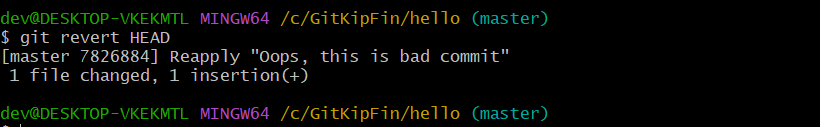 dev@DESKTOP-VKEKMTL MINGW64 /c/GitKipFin/hello (master)
$ git revert HEAD
[master 7826884] Reapply "Oops, this is bad commit"
 1 file changed, 1 insertion(+)
dev@DESKTOP-VKEKMTL MINGW64 /c/GitKipFin/hello (master)